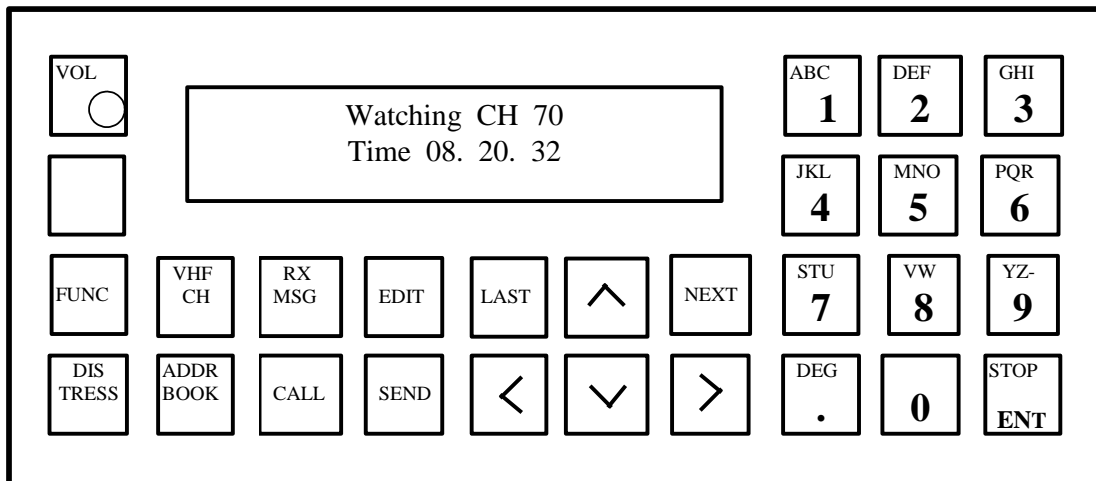 VOL
Watching CH 70
Time 08. 20. 32
ABC
1
DEF
2
GHI
3
JKL
4
MNO
5
PQR
6
FUNC
VHF
CH
RX
MSG
EDIT
LAST
NEXT
STU
7
VW
8
YZ-
9
DIS
TRESS
ADDR
BOOK
CALL
SEND
DEG
.
0
STOP
ENT